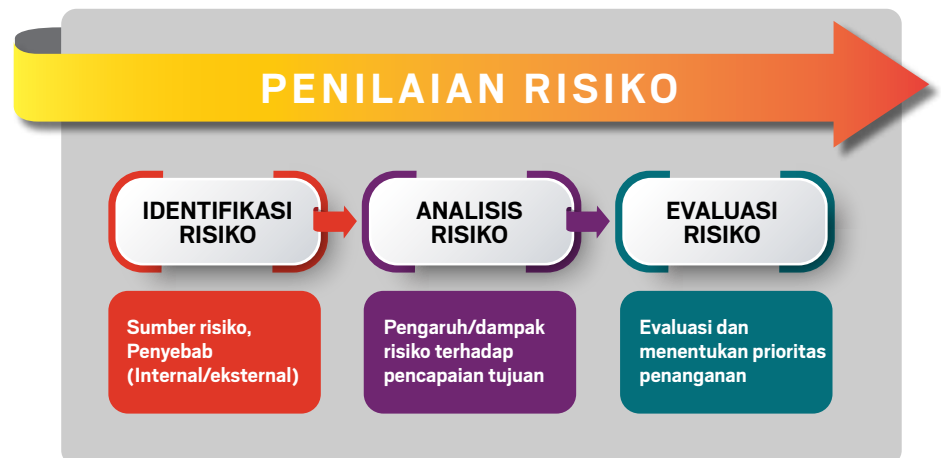 PENILAIAN RISIKO
IDENTIFIKASI
RISIKO
ANALISIS
RISIKO
EVALUASI
RISIKO
Sumber risiko,
Penyebab
(Internal/eksternal)
Pengaruh/dampak
risiko terhadap
pencapaian tujuan
Evaluasi dan
menentukan prioritas
penanganan